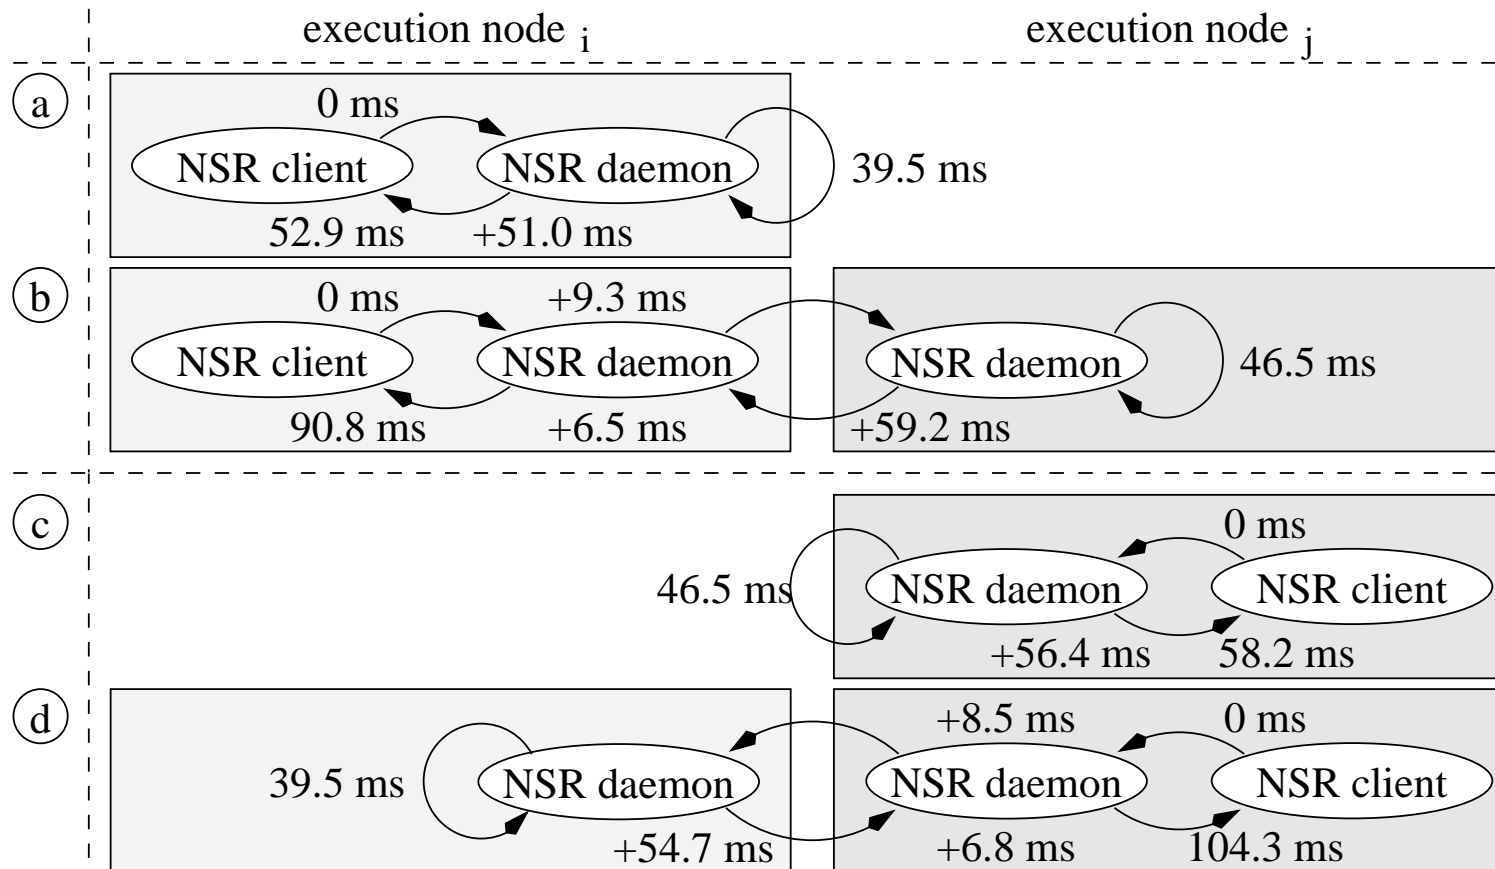 execution node i execution node j
a
0 ms
NSR client NSR daemon 39.5 ms
52.9 ms +51.0 ms
b
0 ms +9.3 ms
NSR client NSR daemon NSR daemon 46.5 ms
90.8 ms +6.5 ms +59.2 ms
c
0 ms
46.5 ms NSR daemon NSR client
+56.4 ms 58.2 ms
d
+8.5 ms 0 ms
39.5 ms NSR daemon NSR daemon NSR client
+54.7 ms +6.8 ms 104.3 ms